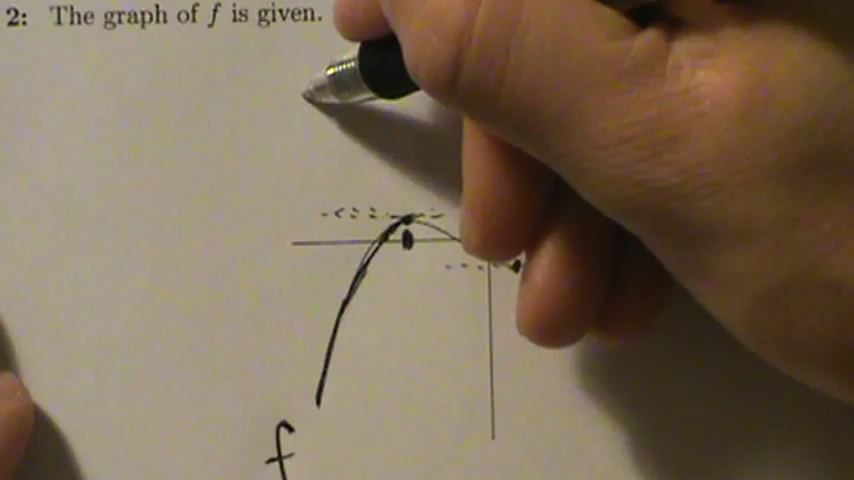 2: The graph of f is given.
f